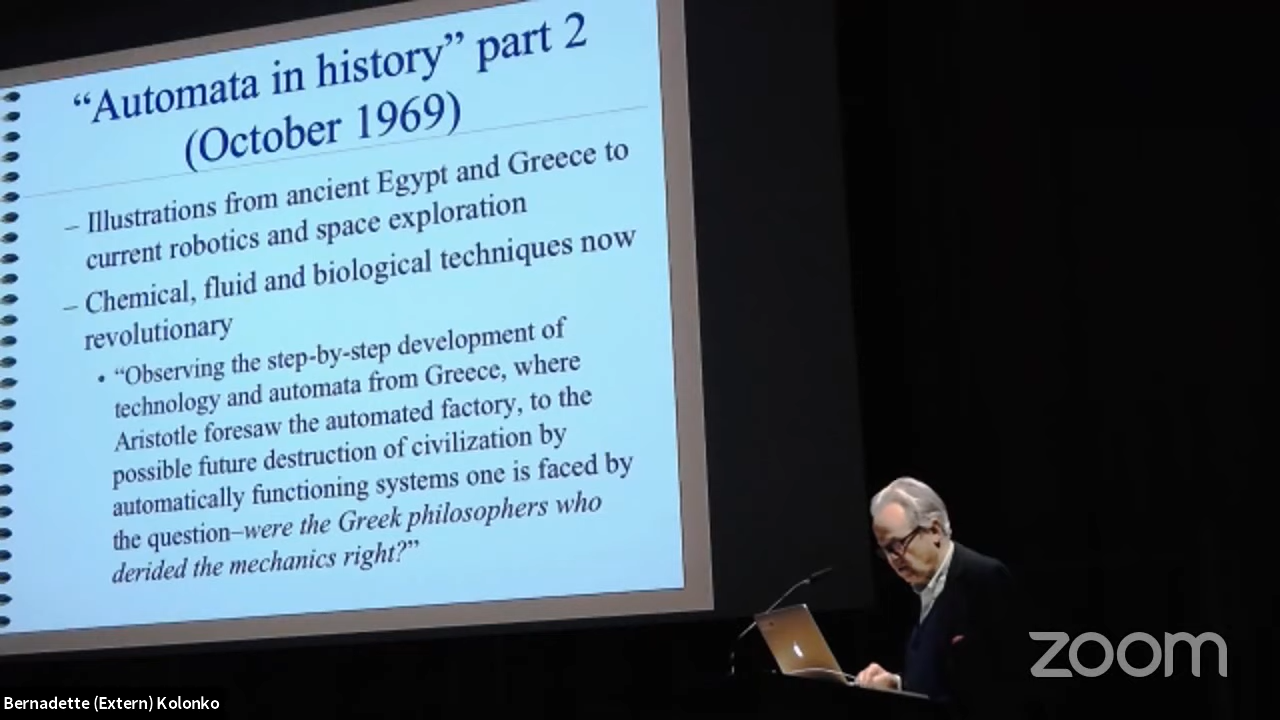 “Automata in history” part 2
(October 1969)
– Illustrations from ancient Egypt and Greece to
current robotics and space exploration
– Chemical, fluid and biological techniques now
revolutionary
• “Observing the step-by-step development of
technology and automata from Greece, where
Aristotle foresaw the automated factory, to the
possible future destruction of civilization by
automatically functioning systems one is faced by
the question–were the Greek philosophers who
derided the mechanics right?”
zoom
Bernadette (Extern) Kolonko